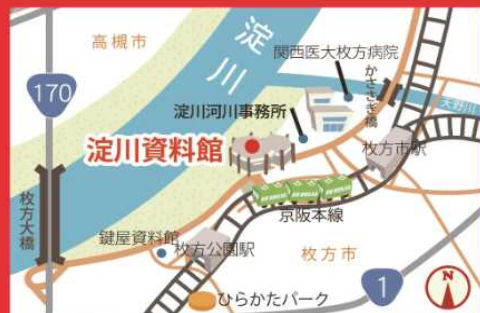 高槻市
淀川
関西医大枚方病院
170
かささぎ橋
天野川
淀川河川事務所
淀川資料館
枚方市駅
枚方大橋
京阪本線
鍵屋資料館
枚方公園駅
枚方市
1
ひらかたパーク
N